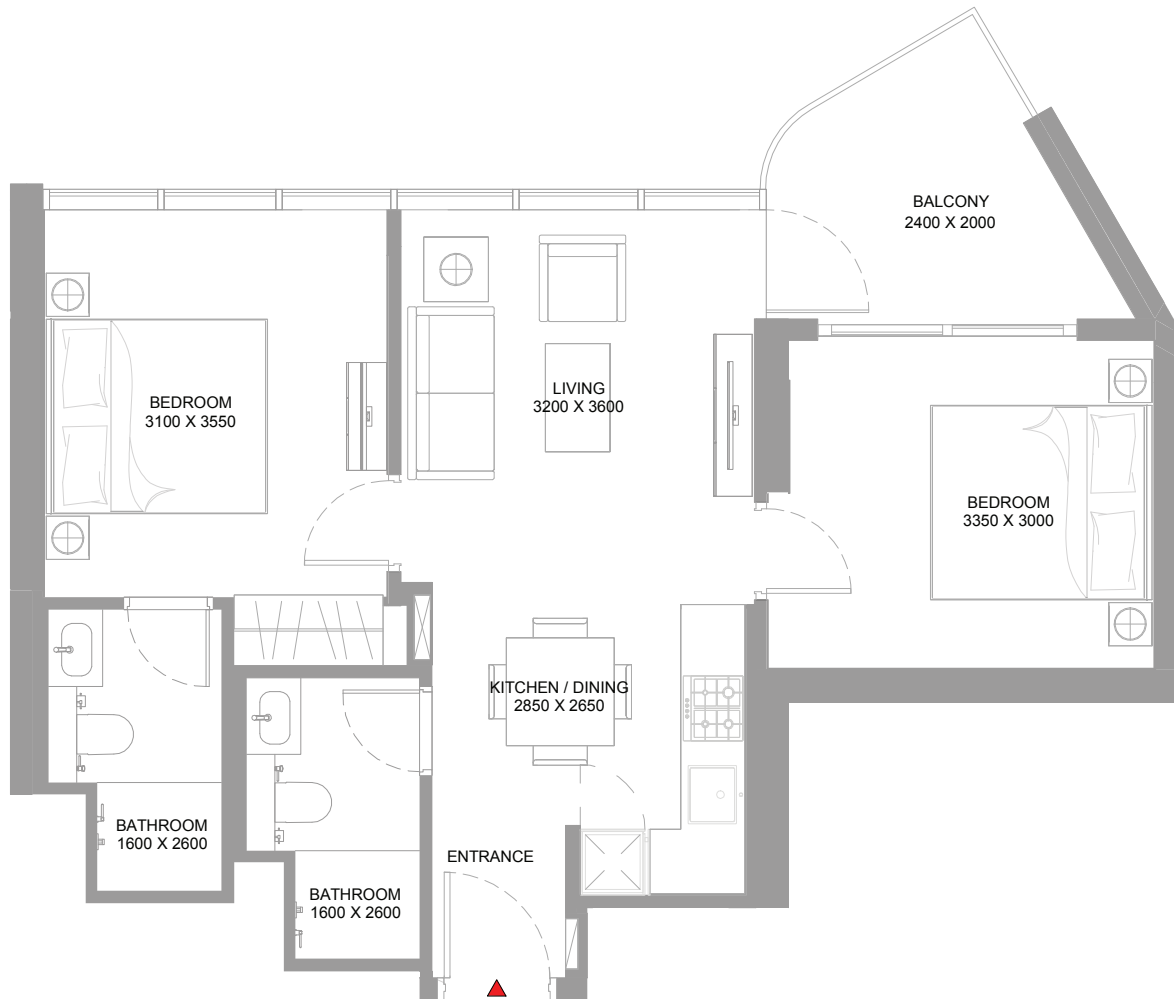 BALCONY
2400 X 2000
BEDROOM
3100 X 3550
LIVING
3200 X 3600
BEDROOM
3350 X 3000
KITCHEN / DINING
2850 X 2650
BATHROOM
1600 X 2600
ENTRANCE
BATHROOM
1600 X 2600